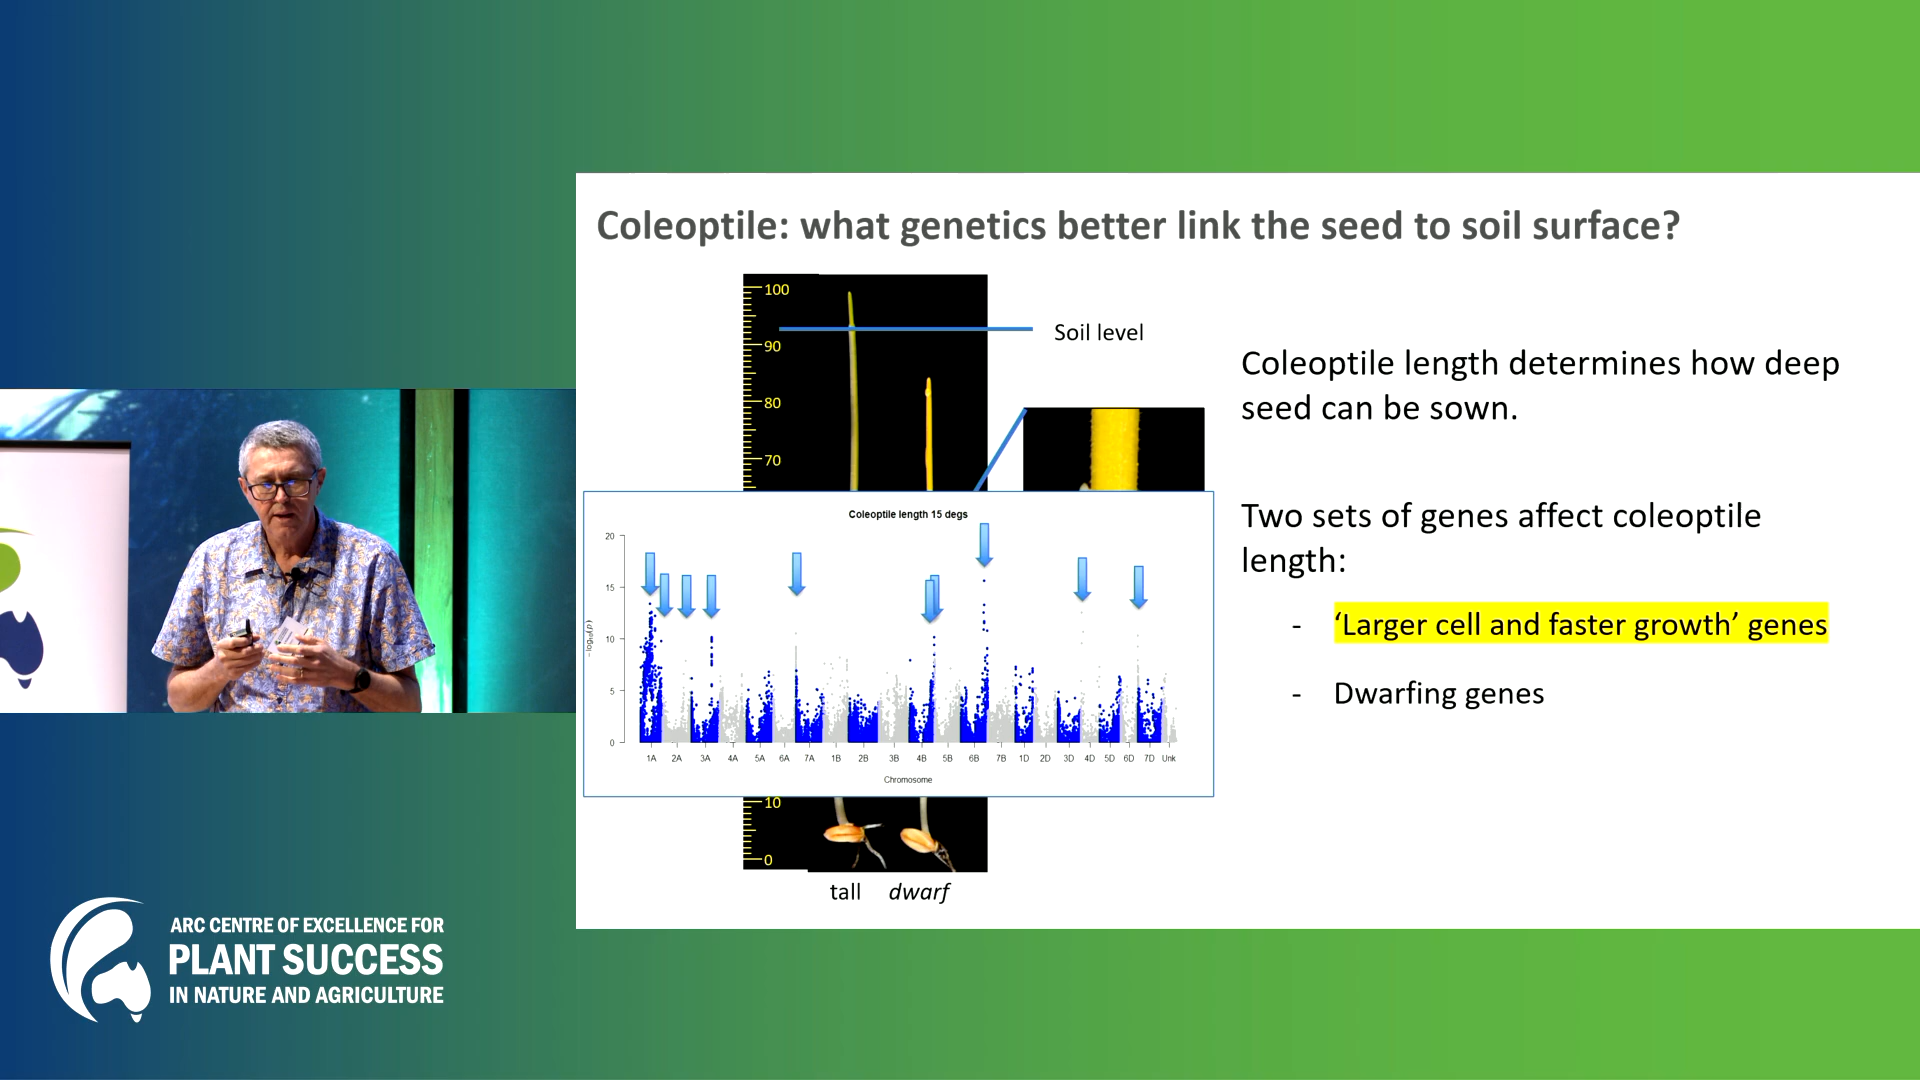 Coleoptile: what genetics better link the seed to soil surface?
100
Soil level
90
80
70
Coleoptile length determines how deep
seed can be sown.
Two sets of genes affect coleoptile
length:
- ‘Larger cell and faster growth’ genes
- Dwarfing genes
Coleoptile length 15 degs
20
15
10
5
0
−log10(p)
1A 2A 3A 4A 5A 6A 7A 1B 2B 3B 4B 5B 6B 7B 1D 2D 3D 4D 5D 6D 7D Unk
Chromosome
10
0
tall dwarf
ARC CENTRE OF EXCELLENCE FOR
PLANT SUCCESS
IN NATURE AND AGRICULTURE